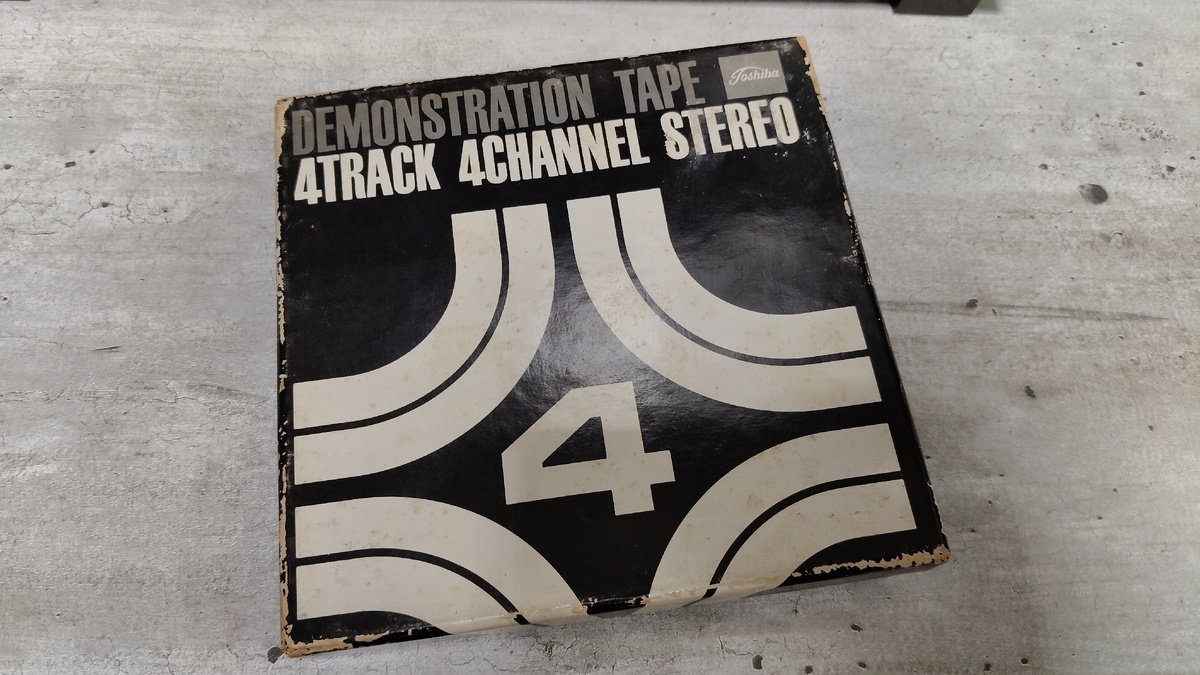 DEMONSTRATION TAPE Toshiba
4TRACK 4CHANNEL STEREO
4